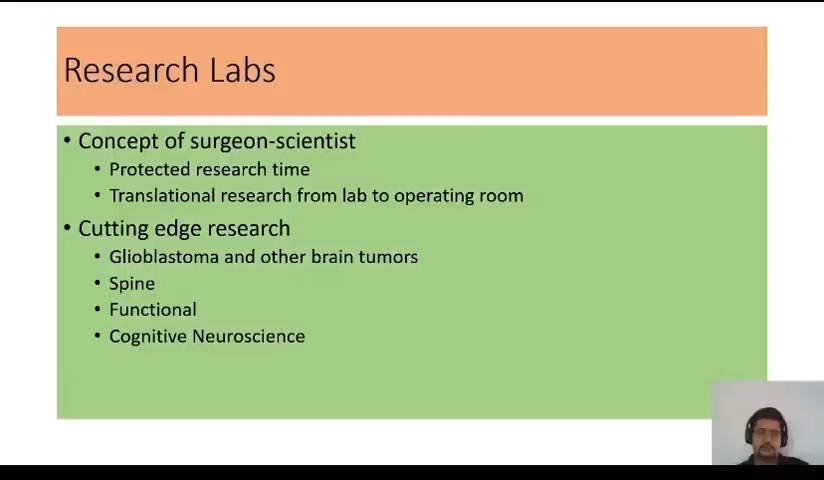 Research Labs
• Concept of surgeon-scientist
• Protected research time
• Translational research from lab to operating room
• Cutting edge research
• Glioblastoma and other brain tumors
• Spine
• Functional
• Cognitive Neuroscience